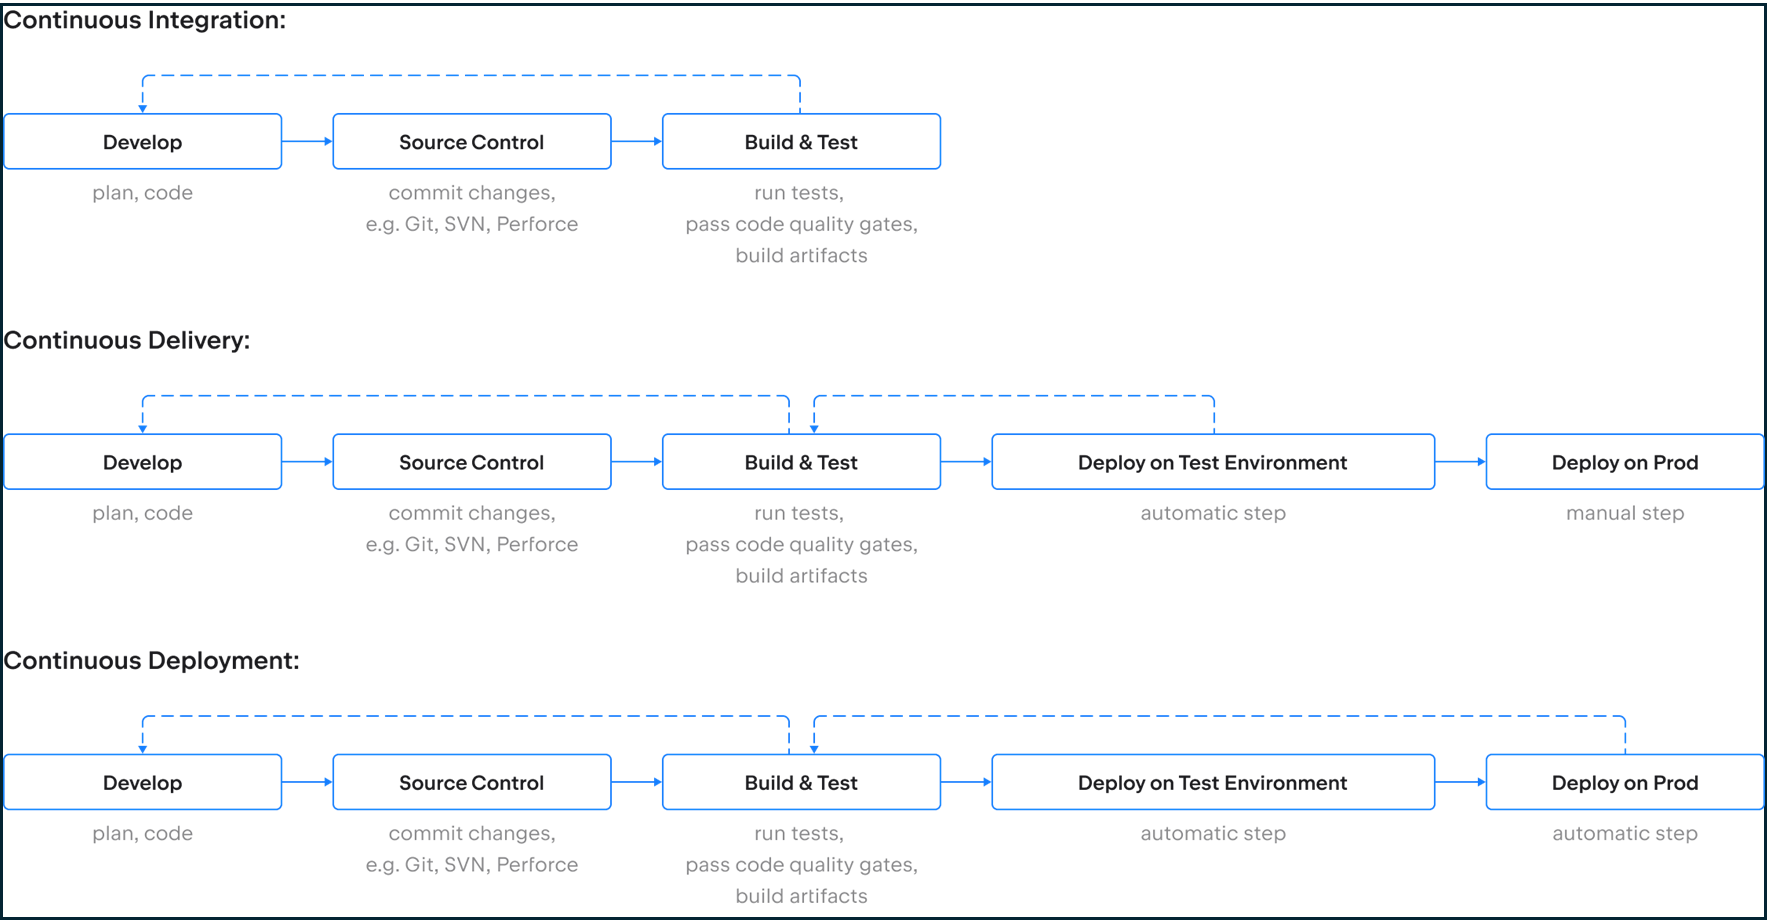 Continuous Integration:
Develop
Source Control
Build & Test
plan, code
commit changes,
e.g. Git, SVN, Perforce
run tests,
pass code quality gates,
build artifacts
Continuous Delivery:
Develop
Source Control
Build & Test
Deploy on Test Environment
Deploy on Prod
plan, code
commit changes,
e.g. Git, SVN, Perforce
run tests,
pass code quality gates,
build artifacts
automatic step
manual step
Continuous Deployment:
Develop
Source Control
Build & Test
Deploy on Test Environment
Deploy on Prod
plan, code
commit changes,
e.g. Git, SVN, Perforce
run tests,
pass code quality gates,
build artifacts
automatic step
automatic step